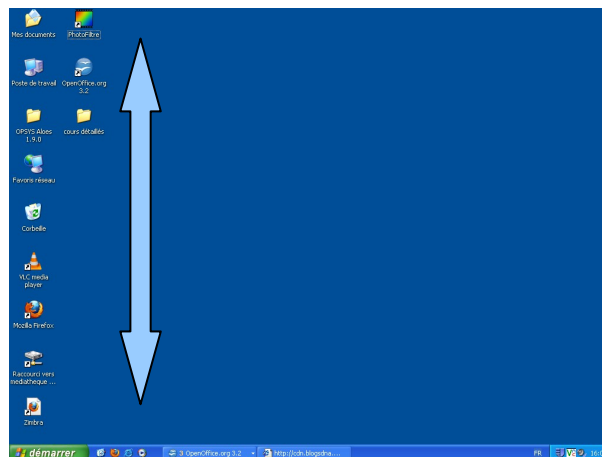 Mes documents
PhotoFiltre
Poste de travail
OpenOffice.org
3.2
OPSYS Aloes
1.9.0
cours détaillés
Favoris réseau
Corbeille
VLC media
player
Mozilla Firefox
Raccourci vers
mediatheque ...
Zimbra
démarrer
3 OpenOffice.org 3.2
http://cdn.blogsdna....
FR